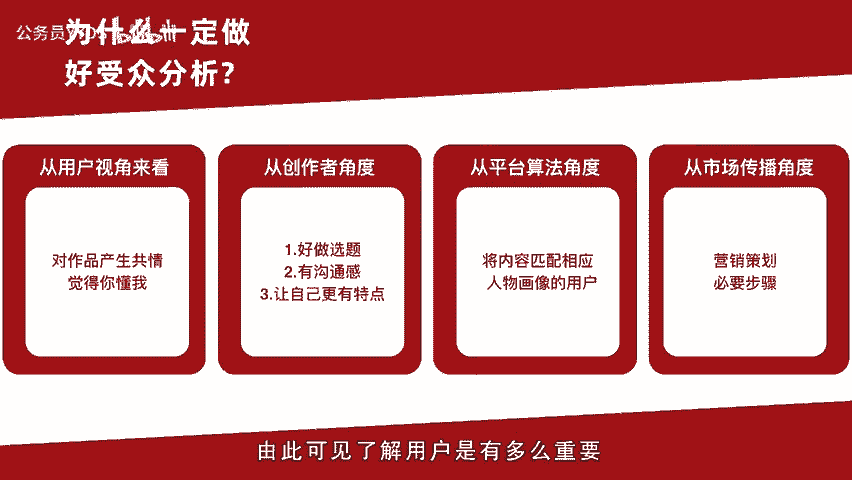 公务员
为什么一定做
好受众分析?
从用户视角来看
对作品产生共情
觉得你懂我
从创作者角度
1.好做选题
2.有沟通感
3.让自己更有特点
从平台算法角度
将内容匹配相应
人物画像的用户
从市场传播角度
营销策划
必要步骤
由此可见了解用户是有多么重要